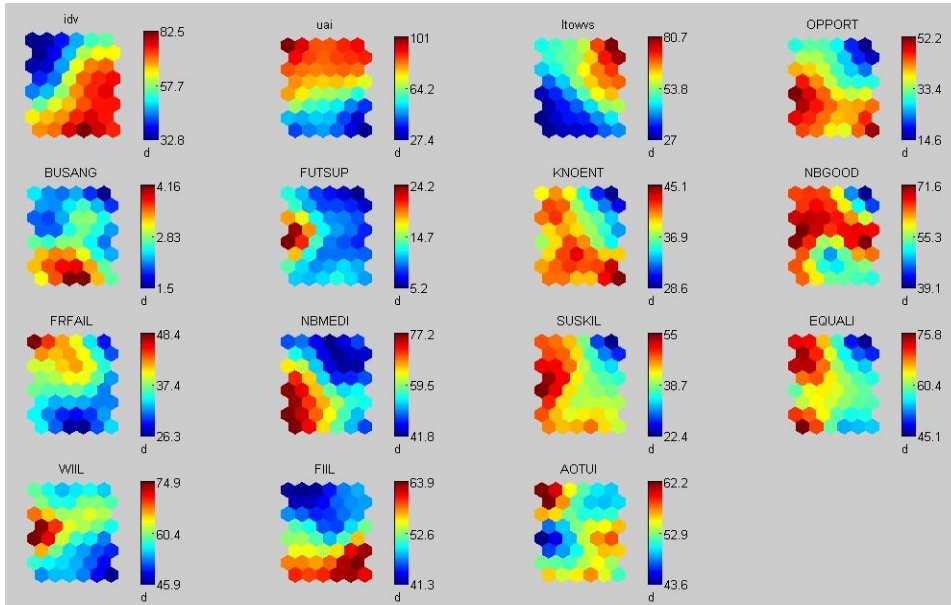 idv
82.5
57.7
32.8
d
uai
101
64.2
27.4
d
ltowvs
80.7
53.8
27
d
OPPORT
52.2
33.4
14.6
d
BUSANG
4.16
2.83
1.5
d
FUTSUP
24.2
14.7
5.2
d
KNOENT
45.1
36.9
28.6
d
NBGOOD
71.6
55.3
39.1
d
FRFAIL
48.4
37.4
26.3
d
NBMEDI
77.2
59.5
41.8
d
SUSKIL
55
38.7
22.4
d
EQUALI
75.8
60.4
45.1
d
WIIL
74.9
60.4
45.9
d
FIIL
63.9
52.6
41.3
d
AOTUI
62.2
52.9
43.6
d